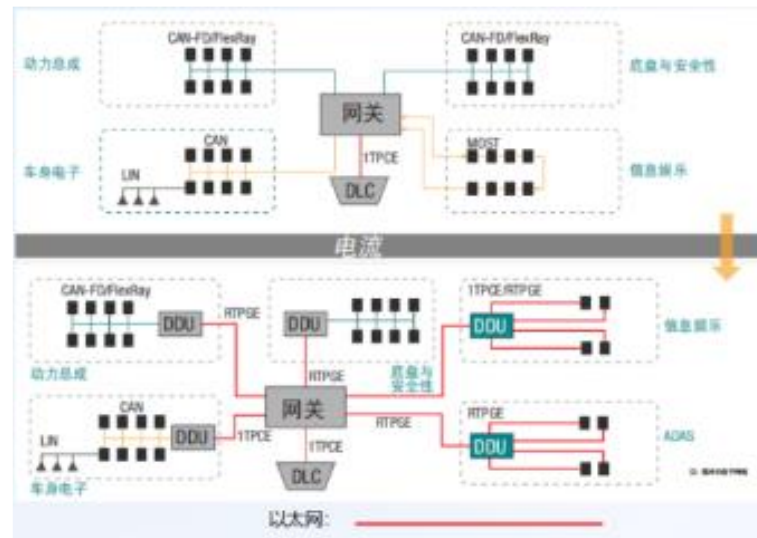 CAN-FD/FlexRay
CAN-FD/FlexRay
动力总成
底盘与安全性
网关
CAN
MOST
1TPCE
车身电子
LIN
信息娱乐
DLC
电流
CAN-FD/FlexRay
1TPCE/RTPGE
DDU
RTPGE
DDU
DDU
信息娱乐
动力总成
RTPGE
底盘与
安全性
CAN
网关
RTPGE
RTPGE
LIN
DDU
1TPCE
DDU
ADAS
1TPCE
车身电子
DLC
以太网: